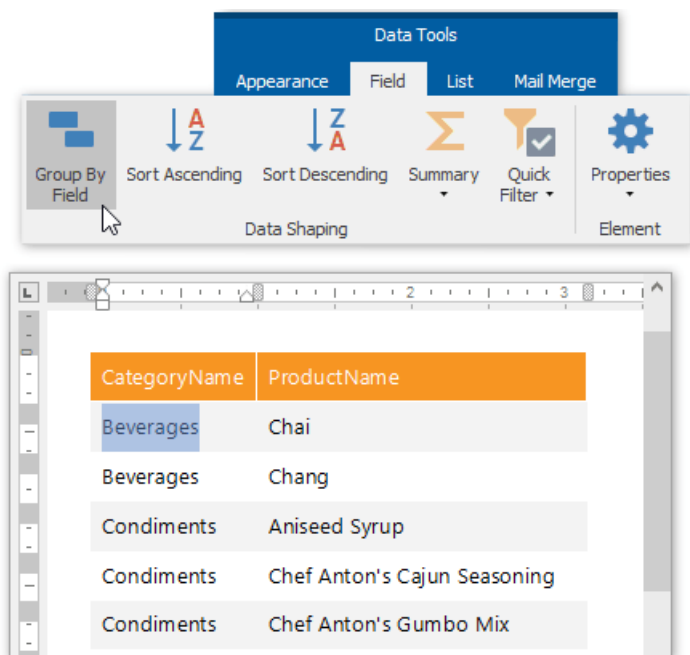 Data Tools
Appearance Field List Mail Merge
A Z
Z A
Group By Field Sort Ascending Sort Descending Summary Quick Filter Properties
Data Shaping Element
L 2 3
CategoryName ProductName
Beverages Chai
Beverages Chang
Condiments Aniseed Syrup
Condiments Chef Anton's Cajun Seasoning
Condiments Chef Anton's Gumbo Mix